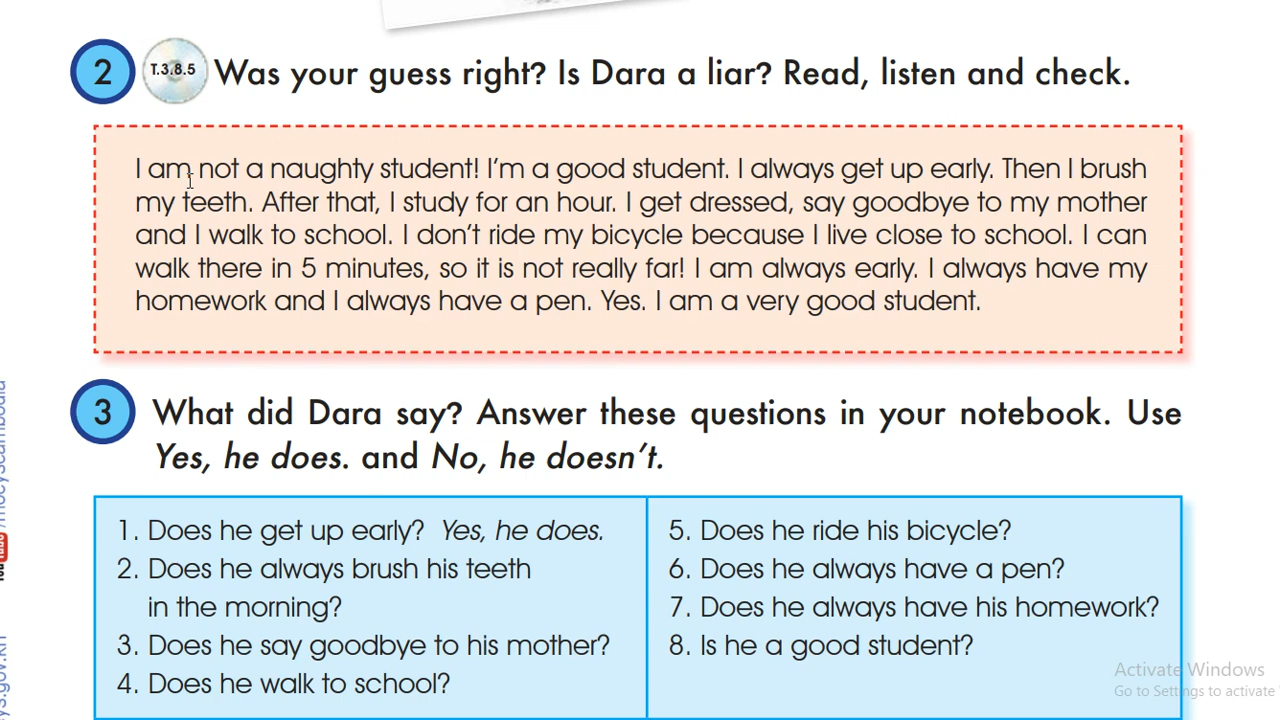 2 T.3.8.5 Was your guess right? Is Dara a liar? Read, listen and check.
I am not a naughty student! I'm a good student. I always get up early. Then I brush
my teeth. After that, I study for an hour. I get dressed, say goodbye to my mother
and I walk to school. I don't ride my bicycle because I live close to school. I can
walk there in 5 minutes, so it is not really far! I am always early. I always have my
homework and I always have a pen. Yes. I am a very good student.
3 What did Dara say? Answer these questions in your notebook. Use
Yes, he does. and No, he doesn't.
1. Does he get up early? Yes, he does.
2. Does he always brush his teeth
in the morning?
3. Does he say goodbye to his mother?
4. Does he walk to school?
5. Does he ride his bicycle?
6. Does he always have a pen?
7. Does he always have his homework?
8. Is he a good student?
Activate Windows
Go to Settings to activate